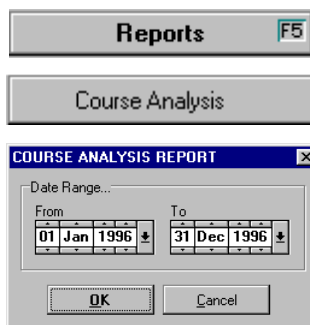 Reports F5
Course Analysis
COURSE ANALYSIS REPORT
Date Range...
From To
01 Jan 1996 31 Dec 1996
OK Cancel